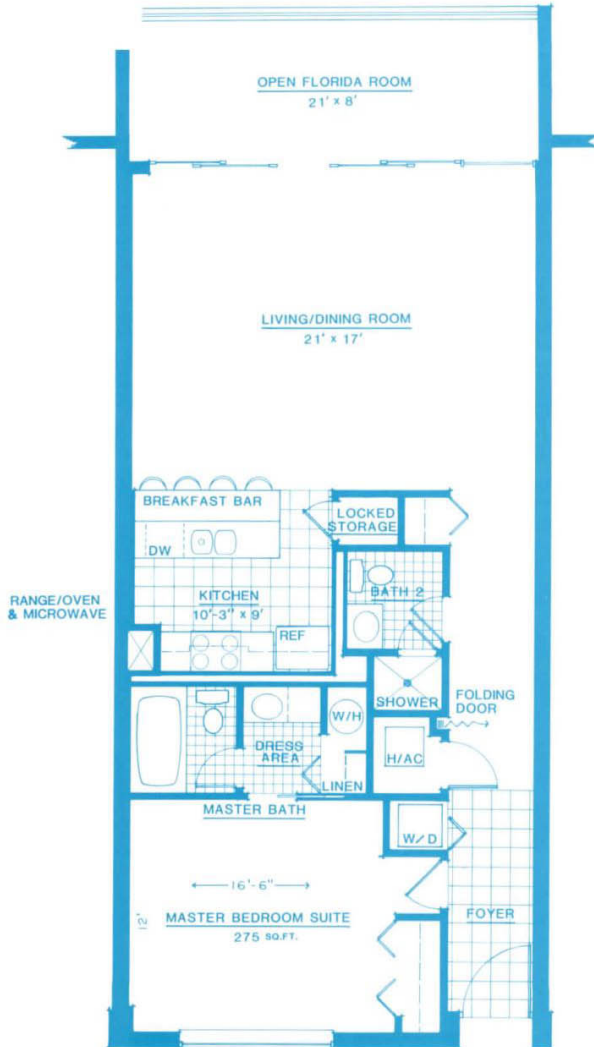 OPEN FLORIDA ROOM
21' x 8'
LIVING/DINING ROOM
21' x 17'
BREAKFAST BAR
LOCKED
STORAGE
DW
BATH 2
RANGE/OVEN
& MICROWAVE
KITCHEN
10'-3" x 9'
REF
SHOWER
FOLDING
DOOR
W/H
DRESS
AREA
H/AC
LINEN
MASTER BATH
W/D
16'-6"
12'
MASTER BEDROOM SUITE
275 SQ.FT.
FOYER